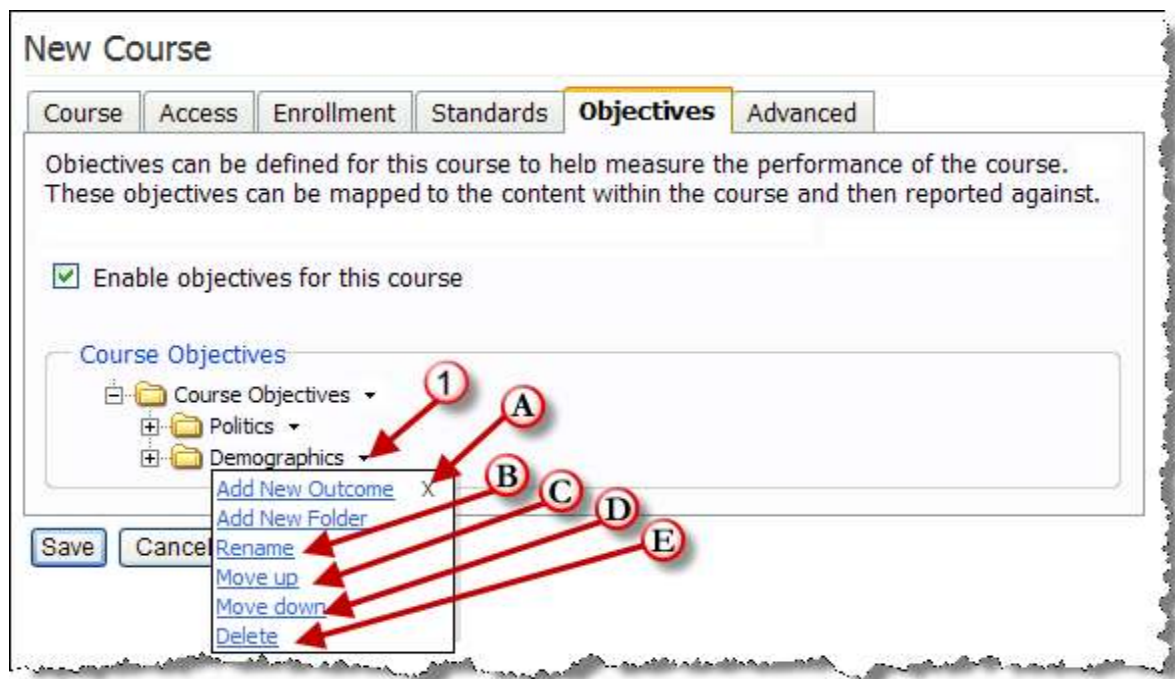 New Course
Course Access Enrollment Standards Objectives Advanced
Objectives can be defined for this course to help measure the performance of the course.
These objectives can be mapped to the content within the course and then reported against.
Enable objectives for this course
Course Objectives
Course Objectives
1
A
Politics
Demographics
Add New Outcome X
B
C
Add New Folder
D
Save Cancel Rename
E
Move up
Move down
Delete